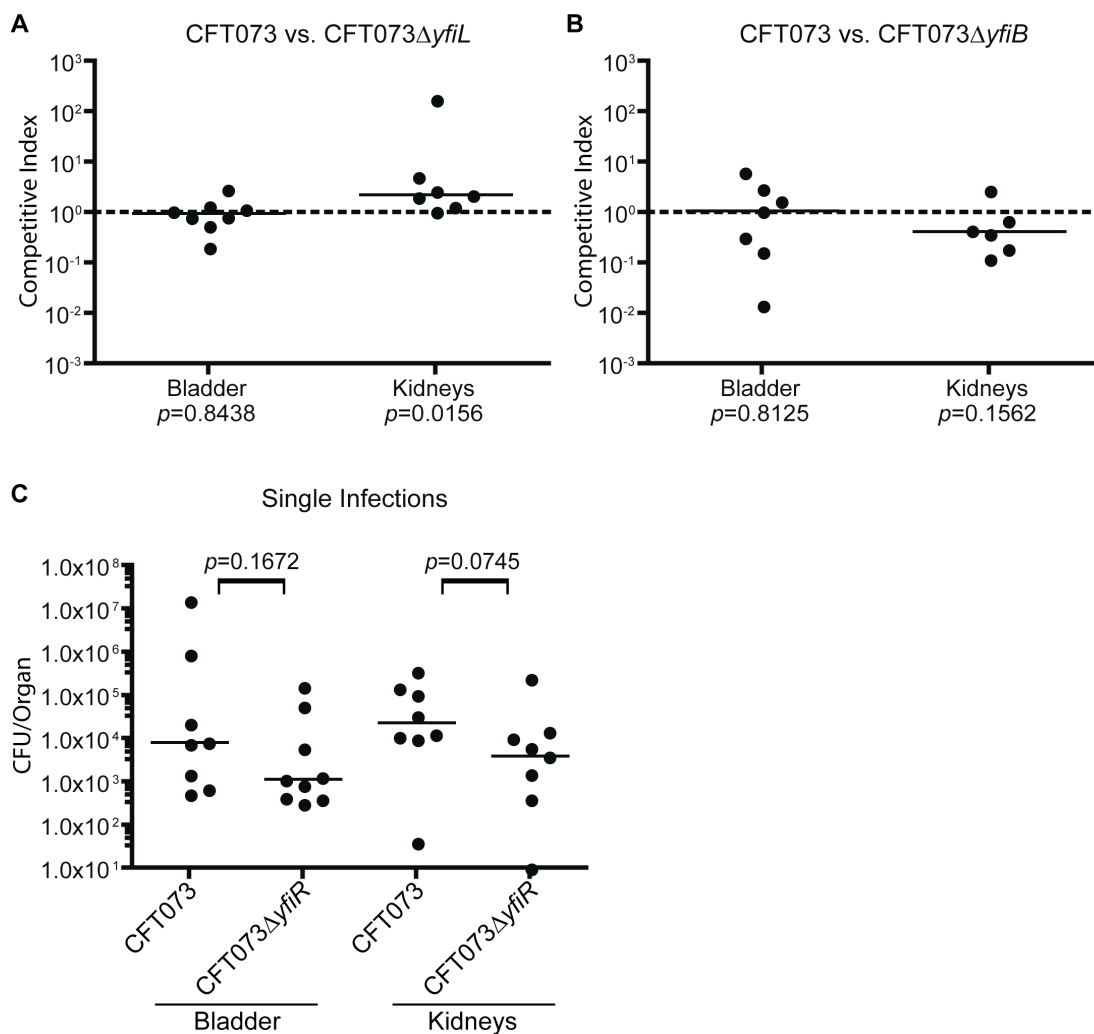 A
CFT073 vs. CFT073ΔyfiL
Competitive Index
10³
10²
10¹
10⁰
10⁻¹
10⁻²
10⁻³
Bladder
p=0.8438
Kidneys
p=0.0156
B
CFT073 vs. CFT073ΔyfiB
Competitive Index
10³
10²
10¹
10⁰
10⁻¹
10⁻²
10⁻³
Bladder
p=0.8125
Kidneys
p=0.1562
C
Single Infections
CFU/Organ
1.0x10⁸
1.0x10⁷
1.0x10⁶
1.0x10⁵
1.0x10⁴
1.0x10³
1.0x10²
1.0x10¹
p=0.1672
p=0.0745
CFT073
CFT073ΔyfiR
CFT073
CFT073ΔyfiR
Bladder
Kidneys